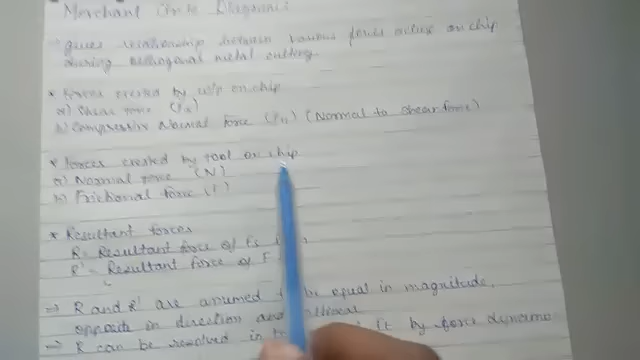 Merchant Circle Diagram:
gives relationship between various forces acting on chip
during orthogonal metal cutting.
* Forces created by w/p on chip
a) Shear force (Fs)
b) Compressive Normal force (Fn) (Normal to shear force)
* Forces created by tool on chip
a) Normal force (N)
b) Frictional force (F)
* Resultant forces
R = Resultant force of Fs
R' = Resultant force of F
⇒ R and R' are assumed be equal in magnitude,
opposite in direction and
⇒ R can be resolved in by force dynamo